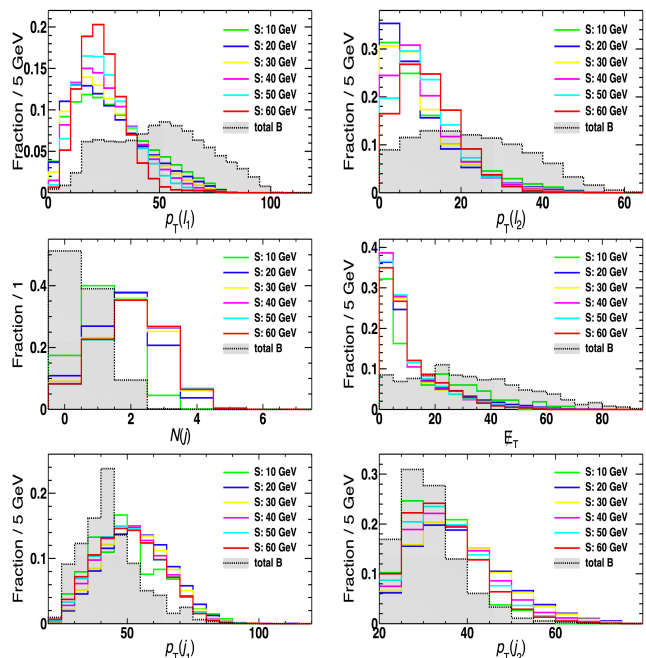 Fraction / 5 GeV
0.2
0.15
0.1
0.05
0
0
50
100
p_T(l_1)
S: 10 GeV
S: 20 GeV
S: 30 GeV
S: 40 GeV
S: 50 GeV
S: 60 GeV
total B
Fraction / 5 GeV
0.3
0.2
0.1
0
0
20
40
60
p_T(l_2)
S: 10 GeV
S: 20 GeV
S: 30 GeV
S: 40 GeV
S: 50 GeV
S: 60 GeV
total B
Fraction / 1
0.4
0.2
0
0
2
4
6
N(j)
S: 10 GeV
S: 20 GeV
S: 30 GeV
S: 40 GeV
S: 50 GeV
S: 60 GeV
total B
Fraction / 5 GeV
0.4
0.3
0.2
0.1
0
0
20
40
60
80
E̸_T
S: 10 GeV
S: 20 GeV
S: 30 GeV
S: 40 GeV
S: 50 GeV
S: 60 GeV
total B
Fraction / 5 GeV
0.2
0.1
0
50
100
p_T(j_1)
S: 10 GeV
S: 20 GeV
S: 30 GeV
S: 40 GeV
S: 50 GeV
S: 60 GeV
total B
Fraction / 5 GeV
0.3
0.2
0.1
0
20
40
60
80
p_T(j_2)
S: 10 GeV
S: 20 GeV
S: 30 GeV
S: 40 GeV
S: 50 GeV
S: 60 GeV
total B